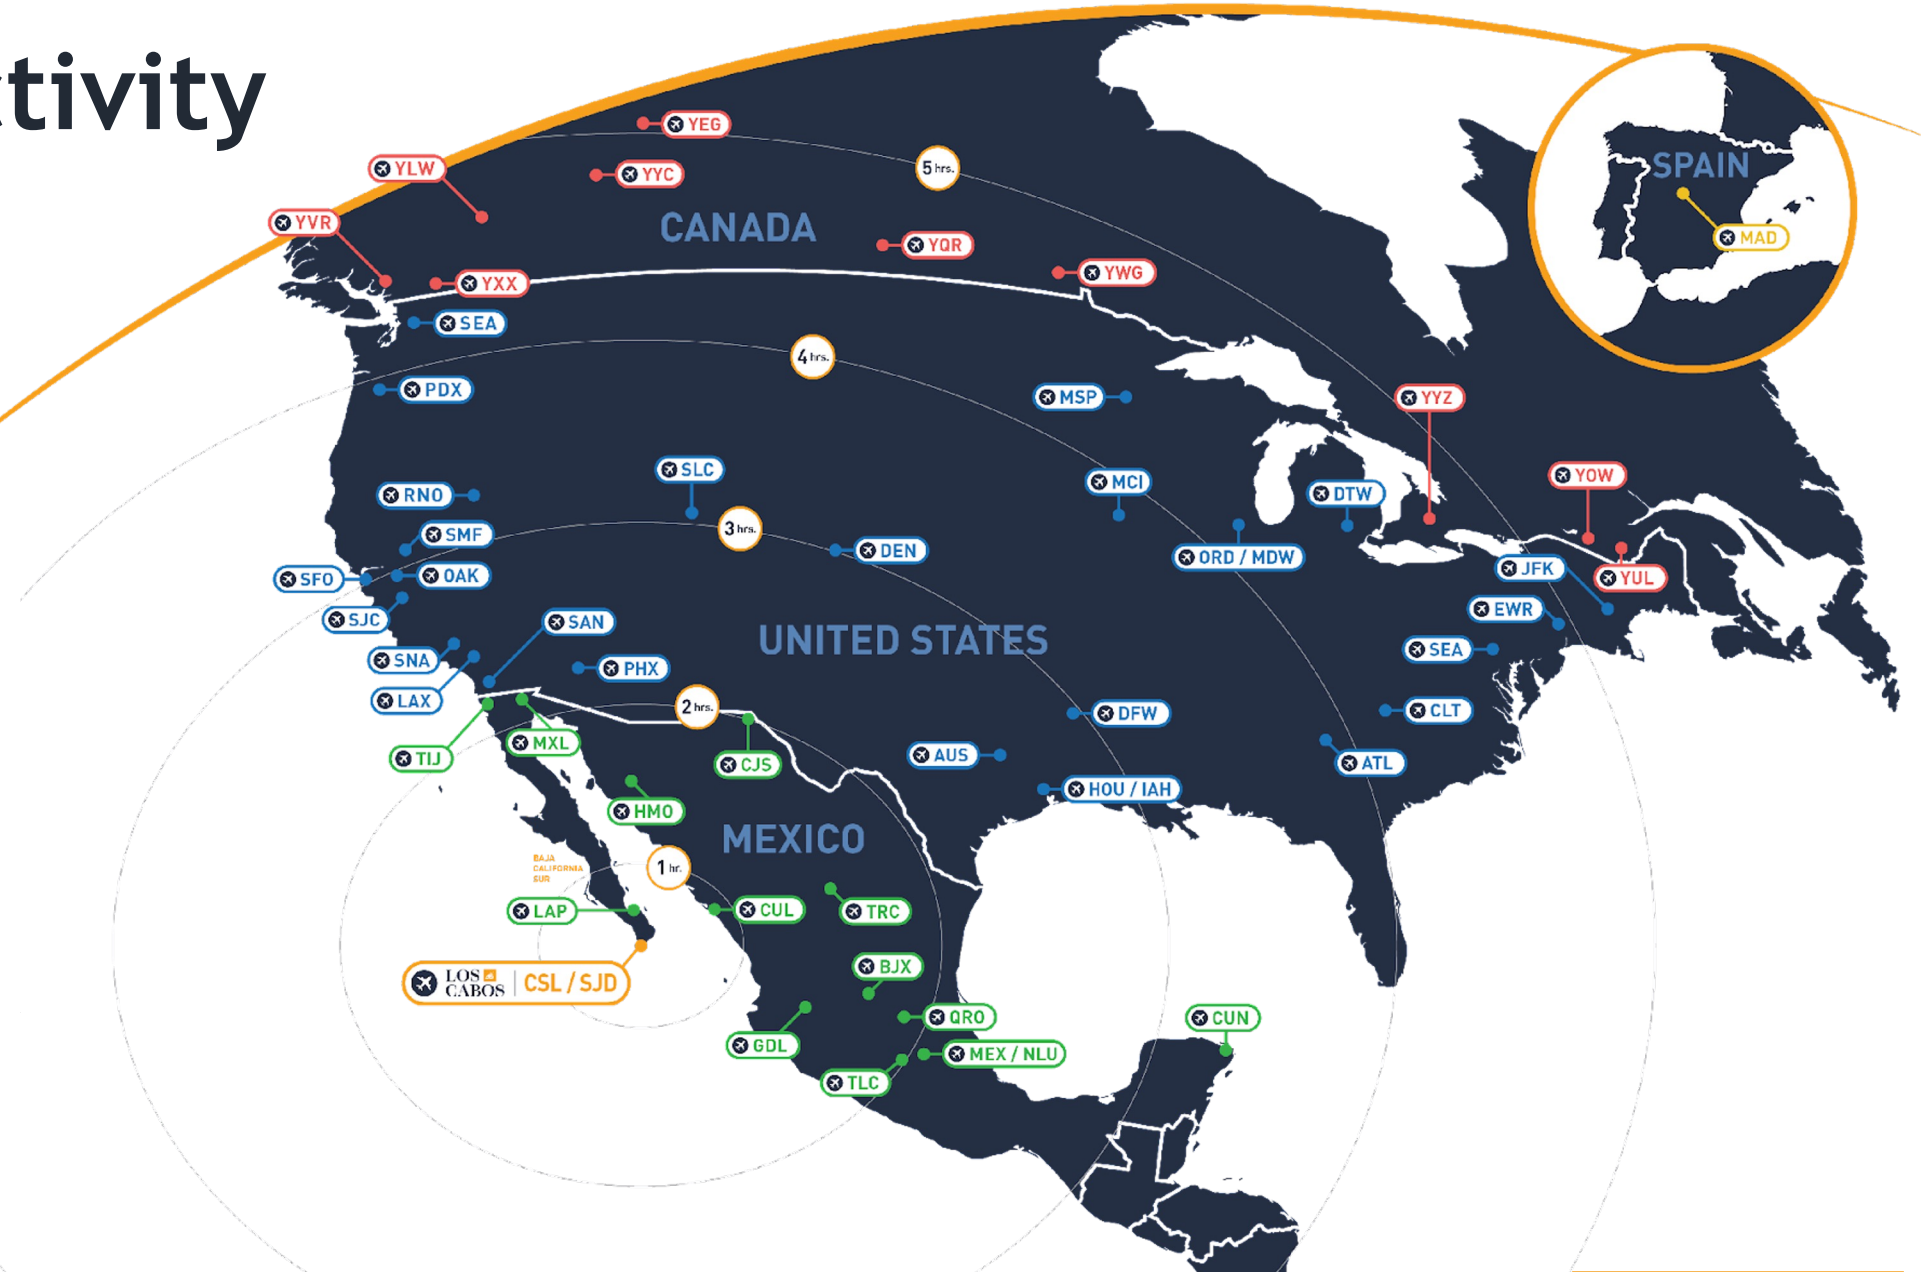 ctivity
YEG
5 hrs.
YLW
YYC
SPAIN
YVR
CANADA
YQR
MAD
YXX
YWG
SEA
4 hrs.
PDX
MSP
YYZ
SLC
YOW
RNO
MCI
DTW
3 hrs.
SMF
DEN
ORD / MDW
JFK
SFO
OAK
YUL
EWR
SJC
SAN
UNITED STATES
SEA
SNA
PHX
LAX
2 hrs.
DFW
CLT
MXL
TIJ
CJS
AUS
ATL
HOU / IAH
HMO
MEXICO
BAJA
CALIFORNIA
SUR
1 hr.
LAP
CUL
TRC
BJX
LOS
CABOS
CSL / SJD
QRO
CUN
GDL
MEX / NLU
TLC